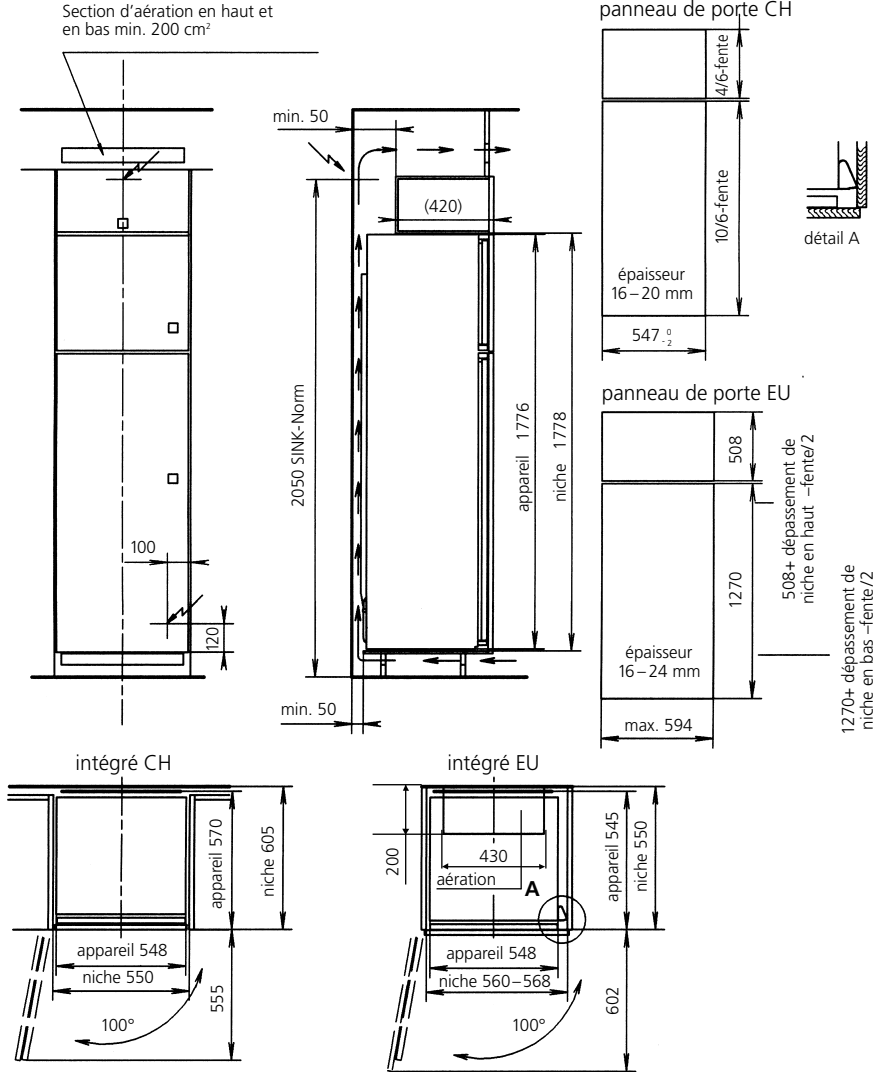 Section d'aération en haut et
en bas min. 200 cm²
min. 50
(420)
2050 SINK-Norm
appareil 1776
niche 1778
100
120
min. 50
panneau de porte CH
4/6-fente
10/6-fente
épaisseur
16–20 mm
547 0 -2
détail A
panneau de porte EU
508
1270
épaisseur
16–24 mm
max. 594
508+ dépassement de
niche en haut –fente/2
1270+ dépassement de
niche en bas –fente/2
intégré CH
appareil 570
niche 605
appareil 548
niche 550
555
100°
intégré EU
200
430
aération
A
appareil 545
niche 550
appareil 548
niche 560–568
602
100°